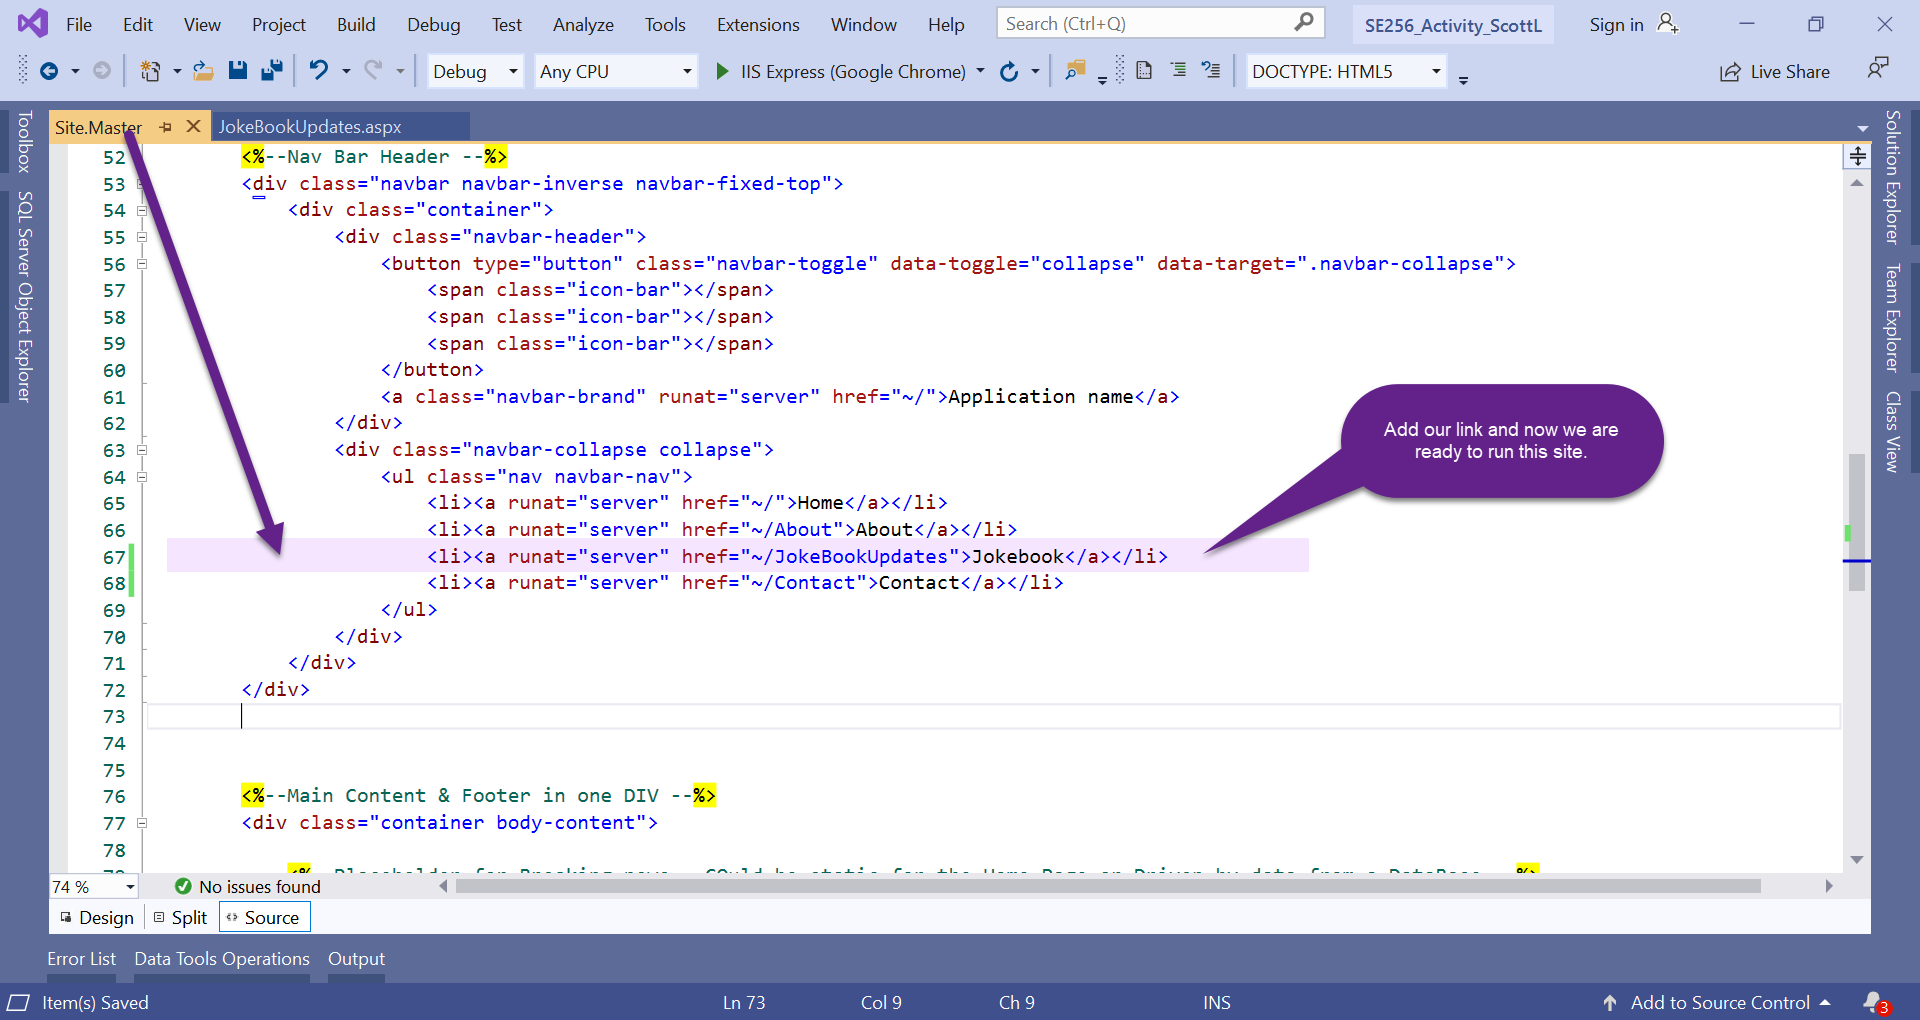 File Edit View Project Build Debug Test Analyze Tools Extensions Window Help Search (Ctrl+Q) SE256_Activity_ScottL Sign in
Debug Any CPU IIS Express (Google Chrome) DOCTYPE: HTML5 Live Share
Toolbox
SQL Server Object Explorer
Site.Master JokeBookUpdates.aspx
52 <%--Nav Bar Header --%>
53 <div class="navbar navbar-inverse navbar-fixed-top">
54 <div class="container">
55 <div class="navbar-header">
56 <button type="button" class="navbar-toggle" data-toggle="collapse" data-target=".navbar-collapse">
57 <span class="icon-bar"></span>
58 <span class="icon-bar"></span>
59 <span class="icon-bar"></span>
60 </button>
61 <a class="navbar-brand" runat="server" href="~/">Application name</a>
62 </div>
63 <div class="navbar-collapse collapse">
64 <ul class="nav navbar-nav">
65 <li><a runat="server" href="~/">Home</a></li>
66 <li><a runat="server" href="~/About">About</a></li>
67 <li><a runat="server" href="~/JokeBookUpdates">Jokebook</a></li>
68 <li><a runat="server" href="~/Contact">Contact</a></li>
69 </ul>
70 </div>
71 </div>
72 </div>
73
74
75
76 <%--Main Content & Footer in one DIV --%>
77 <div class="container body-content">
78
Add our link and now we are
ready to run this site.
Solution Explorer
Team Explorer
Class View
74 % No issues found
Design Split Source
Error List Data Tools Operations Output
Item(s) Saved Ln 73 Col 9 Ch 9 INS Add to Source Control 3